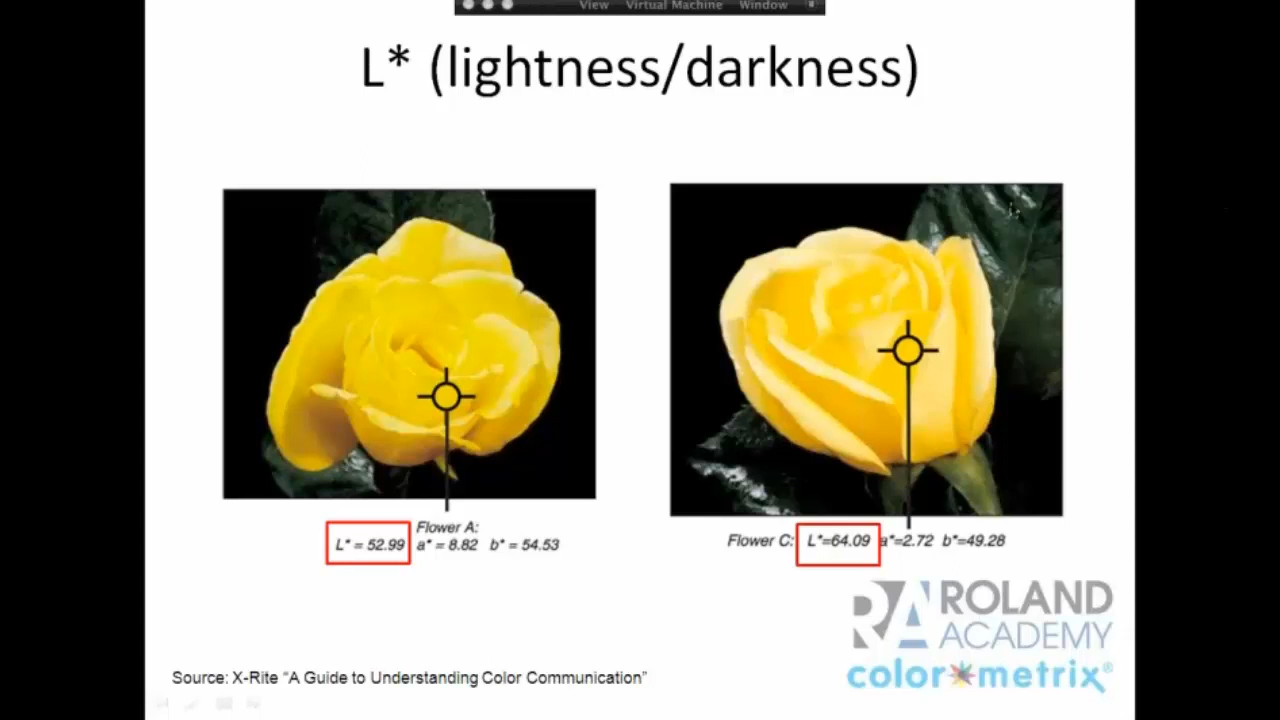 View Virtual Machine Window
L* (lightness/darkness)
Flower A:
L* = 52.99 a* = 8.82 b* = 54.53
Flower C: L*=64.09 a*=2.72 b*=49.28
RA ROLAND
ACADEMY
colormetrix®
Source: X-Rite “A Guide to Understanding Color Communication”